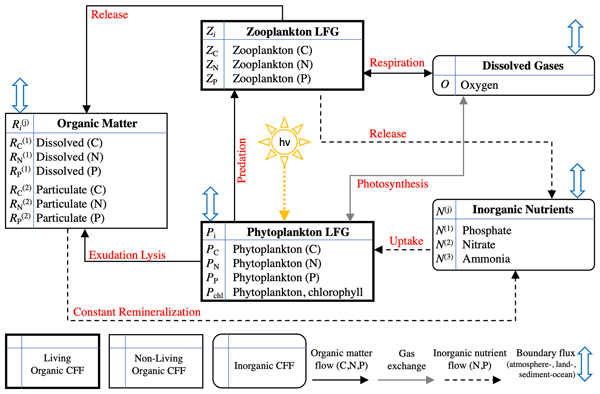 Release
Z_i Zooplankton LFG
Z_C Zooplankton (C)
Z_N Zooplankton (N)
Z_P Zooplankton (P)
Respiration
Dissolved Gases
O Oxygen
R_i^(j) Organic Matter
R_C^(1) Dissolved (C)
R_N^(1) Dissolved (N)
R_P^(1) Dissolved (P)
R_C^(2) Particulate (C)
R_N^(2) Particulate (N)
R_P^(2) Particulate (P)
Predation
hv
Release
Photosynthesis
N^(j) Inorganic Nutrients
N^(1) Phosphate
N^(2) Nitrate
N^(3) Ammonia
P_i Phytoplankton LFG
P_C Phytoplankton (C)
P_N Phytoplankton (N)
P_P Phytoplankton (P)
P_chl Phytoplankton, chlorophyll
Exudation Lysis
Uptake
Constant Remineralization
Living
Organic CFF
Non-Living
Organic CFF
Inorganic CFF
Organic matter
flow (C,N,P)
Gas
exchange
Inorganic nutrient
flow (N,P)
Boundary flux
(atmosphere-, land-,
sediment-ocean)